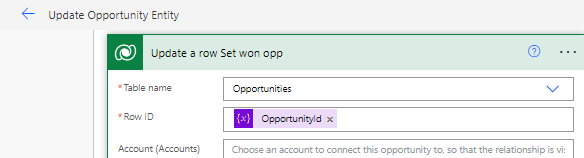 Update Opportunity Entity
Update a row Set won opp
* Table name
Opportunities
* Row ID
{x} OpportunityId ×
Account (Accounts)
Choose an account to connect this opportunity to, so that the relationship is